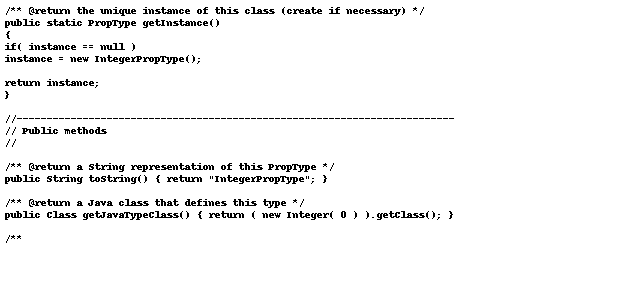 /** @return the unique instance of this class (create if necessary) */
public static PropType getInstance()
{
if( instance == null )
instance = new IntegerPropType();
return instance;
}
//-------------------------------------------------------------------------
// Public methods
//
/** @return a String representation of this PropType */
public String toString() { return "IntegerPropType"; }
/** @return a Java class that defines this type */
public Class getJavaTypeClass() { return ( new Integer( 0 ) ).getClass(); }
/**